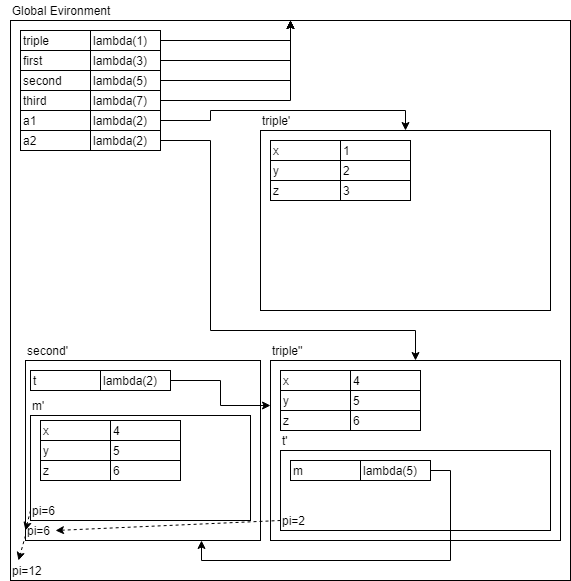 Global Evironment
triple lambda(1)
first lambda(3)
second lambda(5)
third lambda(7)
a1 lambda(2)
a2 lambda(2)
triple'
x 1
y 2
z 3
second'
t lambda(2)
m'
x 4
y 5
z 6
pi=6
pi=6
triple"
x 4
y 5
z 6
t'
m lambda(5)
pi=2
pi=12